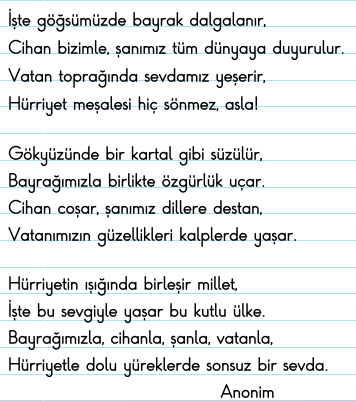 İşte göğsümüzde bayrak dalgalanır,
Cihan bizimle, şanımız tüm dünyaya duyurulur.
Vatan toprağında sevdamız yeşerir,
Hürriyet meşalesi hiç sönmez, asla!
Gökyüzünde bir kartal gibi süzülür,
Bayrağımızla birlikte özgürlük uçar.
Cihan coşar, şanımız dillere destan,
Vatanımızın güzellikleri kalplerde yaşar.
Hürriyetin ışığında birleşir millet,
İşte bu sevgiyle yaşar bu kutlu ülke.
Bayrağımızla, cihanla, şanla, vatanla,
Hürriyetle dolu yüreklerde sonsuz bir sevda.
Anonim